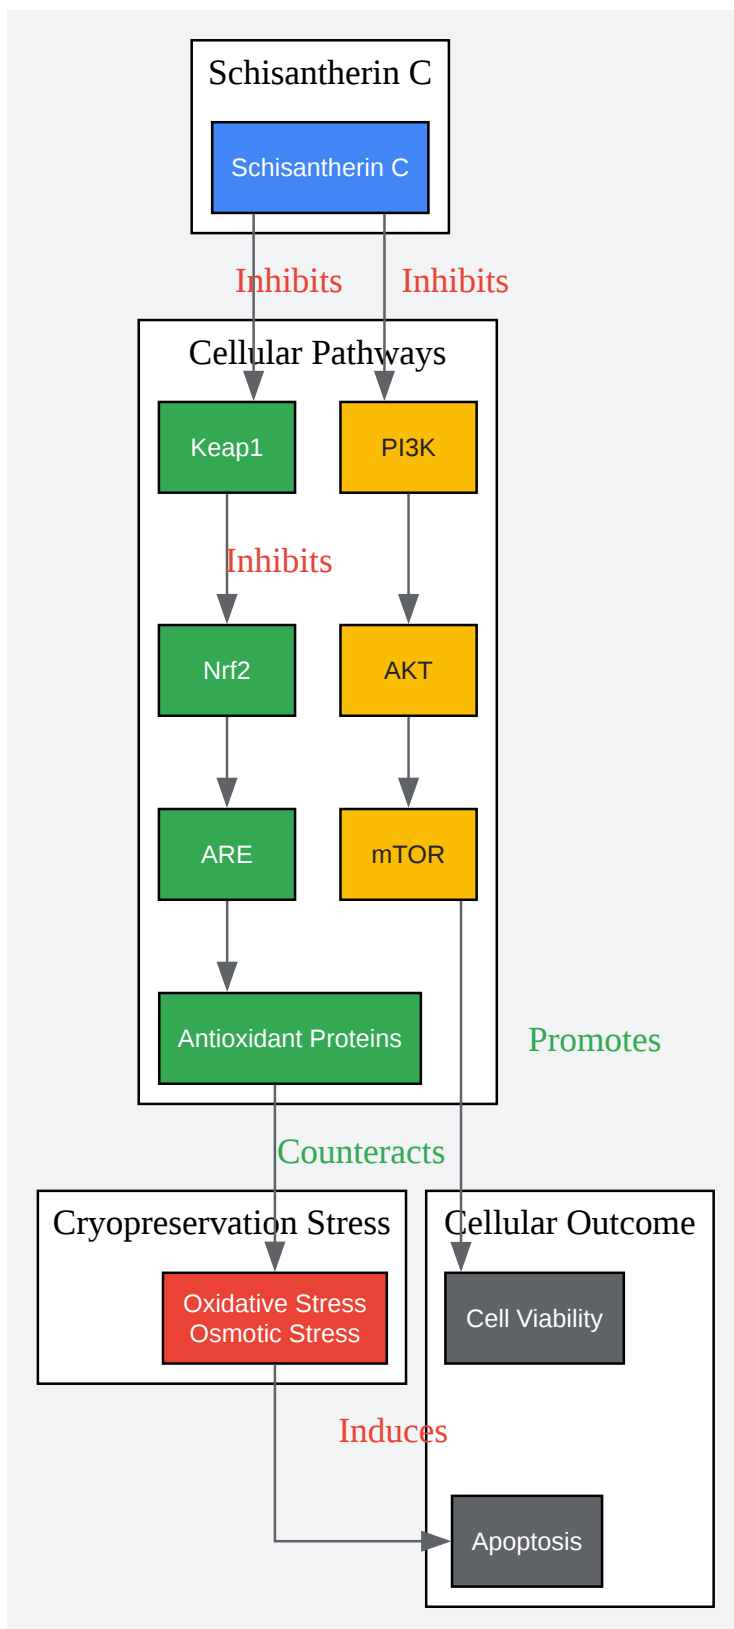 Schisantherin C
Schisantherin C
Inhibits
Inhibits
Cellular Pathways
Keap1
PI3K
Inhibits
Nrf2
AKT
ARE
mTOR
Antioxidant Proteins
Promotes
Counteracts
Cryopreservation Stress
Cellular Outcome
Oxidative Stress
Osmotic Stress
Cell Viability
Induces
Apoptosis